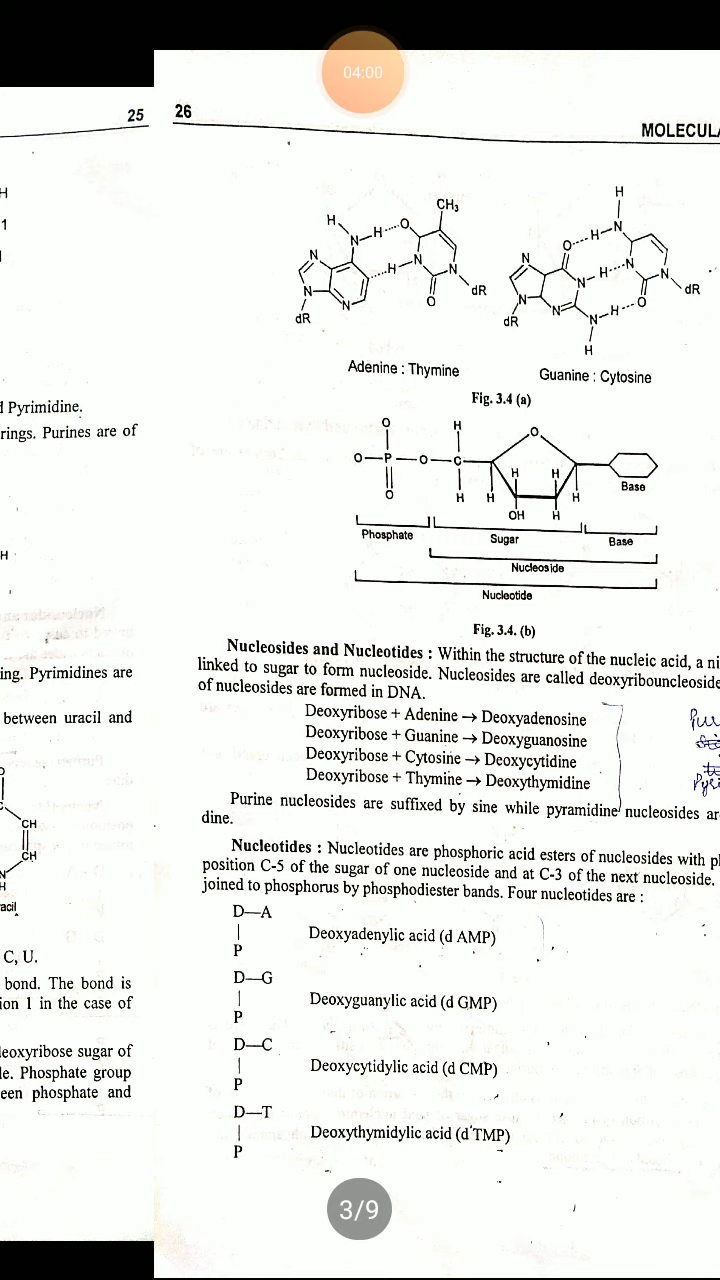 04:00
25
26
MOLECULA
H
1
d Pyrimidine.
rings. Purines are of
H
ing. Pyrimidines are
between uracil and
O
CH
CH
N
H
acil
C, U.
bond. The bond is
ion 1 in the case of
deoxyribose sugar of
le. Phosphate group
een phosphate and
CH₃
H
N H O
N H N
N N O N dR
dR
Adenine : Thymine
H
O H N
N N H N
N N N H O N dR
dR H
Guanine : Cytosine
Fig. 3.4 (a)
O H O
O P O C
O H H H H H Base
OH H
Phosphate Sugar Base
Nucleoside
Nucleotide
Fig. 3.4. (b)
Nucleosides and Nucleotides : Within the structure of the nucleic acid, a ni
linked to sugar to form nucleoside. Nucleosides are called deoxyribouncleoside
of nucleosides are formed in DNA.
Deoxyribose + Adenine → Deoxyadenosine
Deoxyribose + Guanine → Deoxyguanosine
Deoxyribose + Cytosine → Deoxycytidine
Deoxyribose + Thymine → Deoxythymidine
Pur
Pyri
Purine nucleosides are suffixed by sine while pyramidine nucleosides ar
dine.
Nucleotides : Nucleotides are phosphoric acid esters of nucleosides with pl
position C-5 of the sugar of one nucleoside and at C-3 of the next nucleoside.
joined to phosphorus by phosphodiester bands. Four nucleotides are :
D—A
|
P
Deoxyadenylic acid (d AMP)
D—G
|
P
Deoxyguanylic acid (d GMP)
D—C
|
P
Deoxycytidylic acid (d CMP)
D—T
|
P
Deoxythymidylic acid (d TMP)
3/9